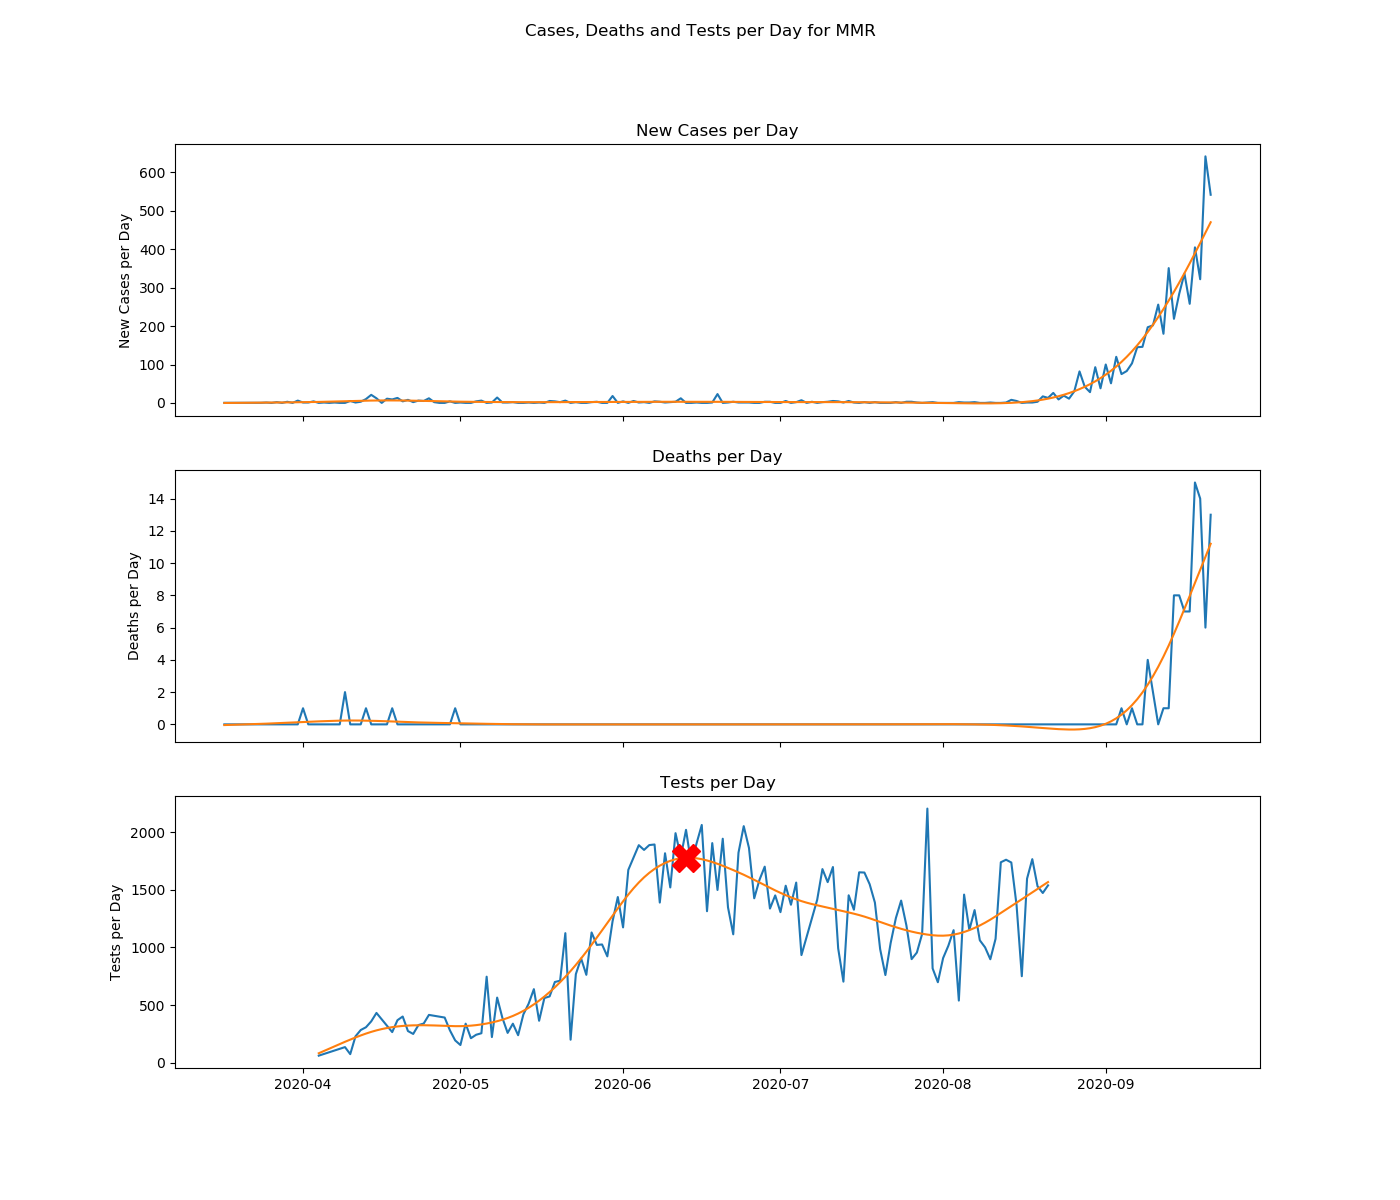 Cases, Deaths and Tests per Day for MMR
New Cases per Day
New Cases per Day
600
500
400
300
200
100
0
Deaths per Day
Deaths per Day
14
12
10
8
6
4
2
0
Tests per Day
Tests per Day
2000
1500
1000
500
0
2020-04 2020-05 2020-06 2020-07 2020-08 2020-09